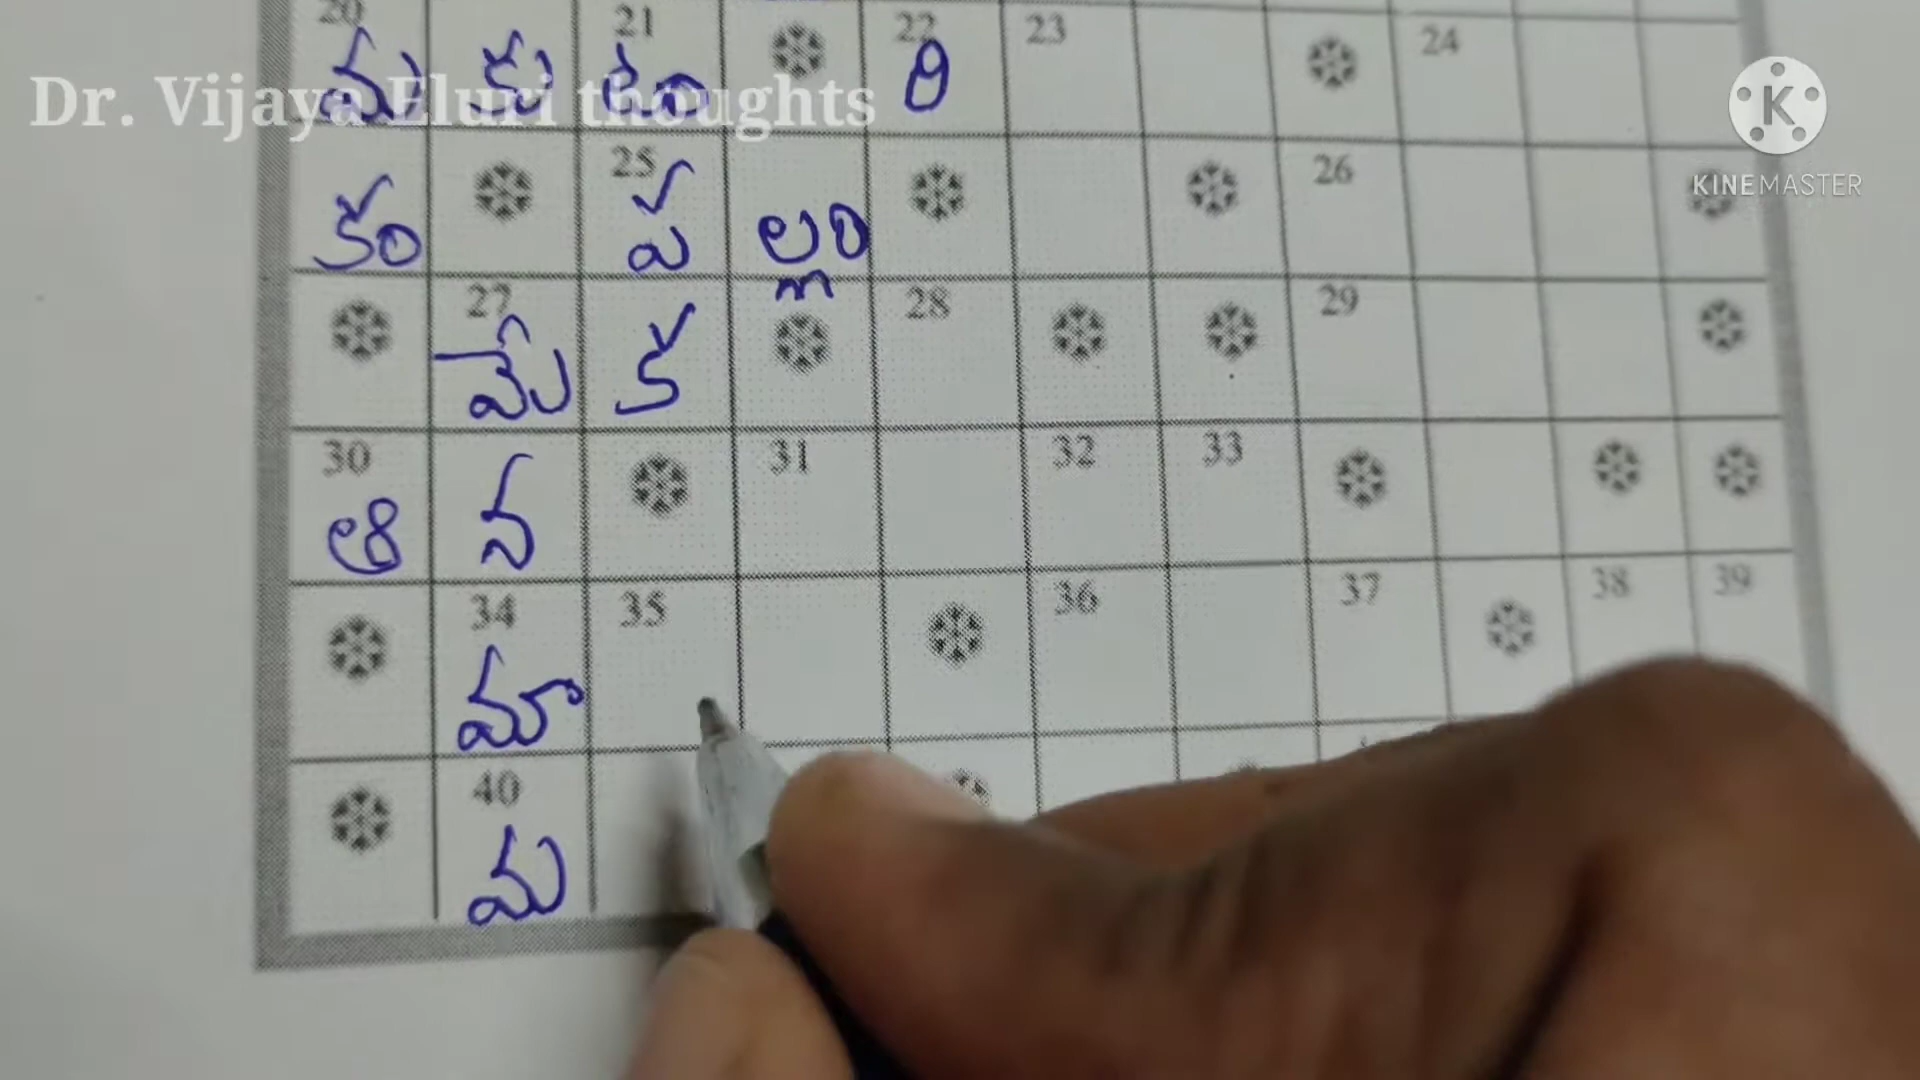 20 21 22 23 24
మ కు టం రి
Dr. Vijaya Eluri thoughts
K
KINEMASTER
25 26
కం ప ల్లం
27 28 29
మే క
30 31 32 33
ఆ న
34 35 36 37 38 39
మా
40
మ